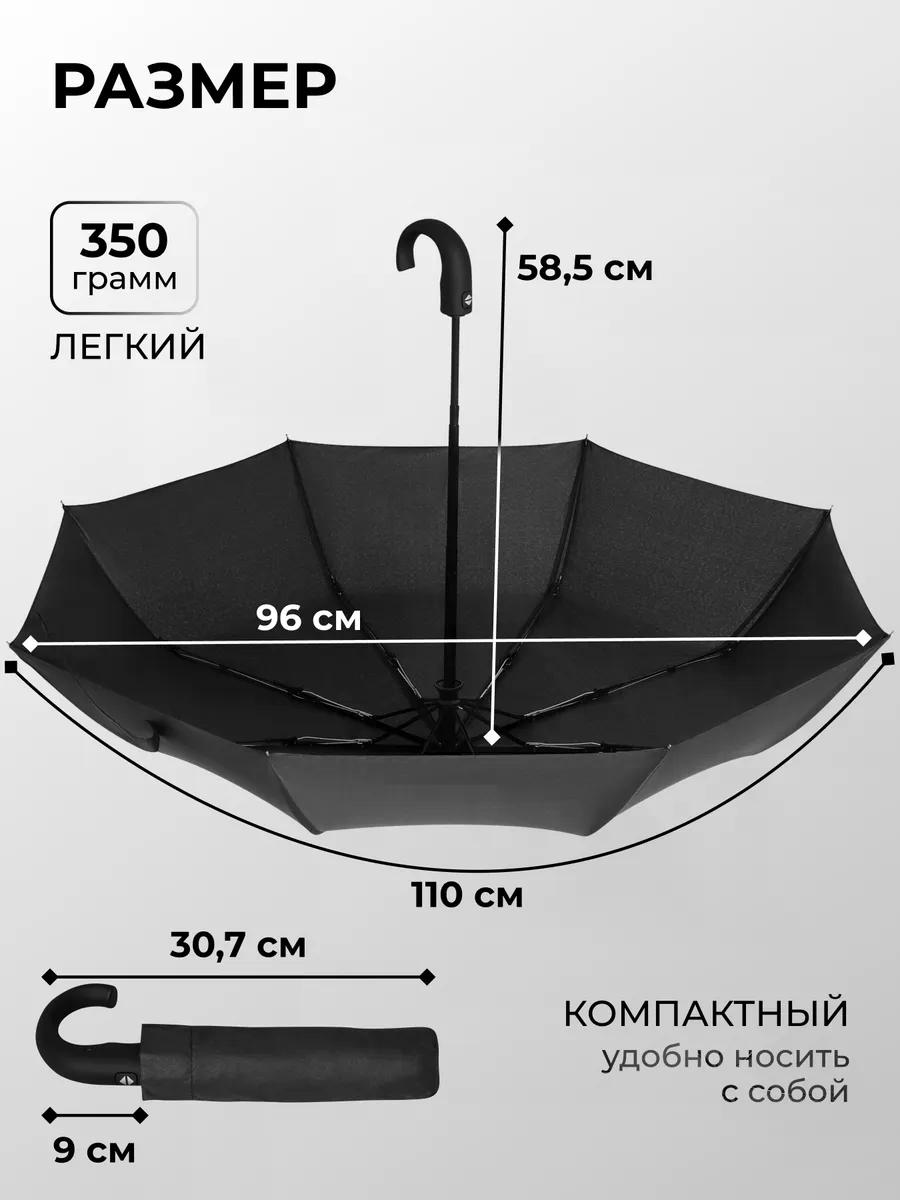 РАЗМЕР
350
грамм
ЛЕГКИЙ
58,5 см
96 см
110 см
30,7 см
9 см
КОМПАКТНЫЙ
удобно носить
с собой